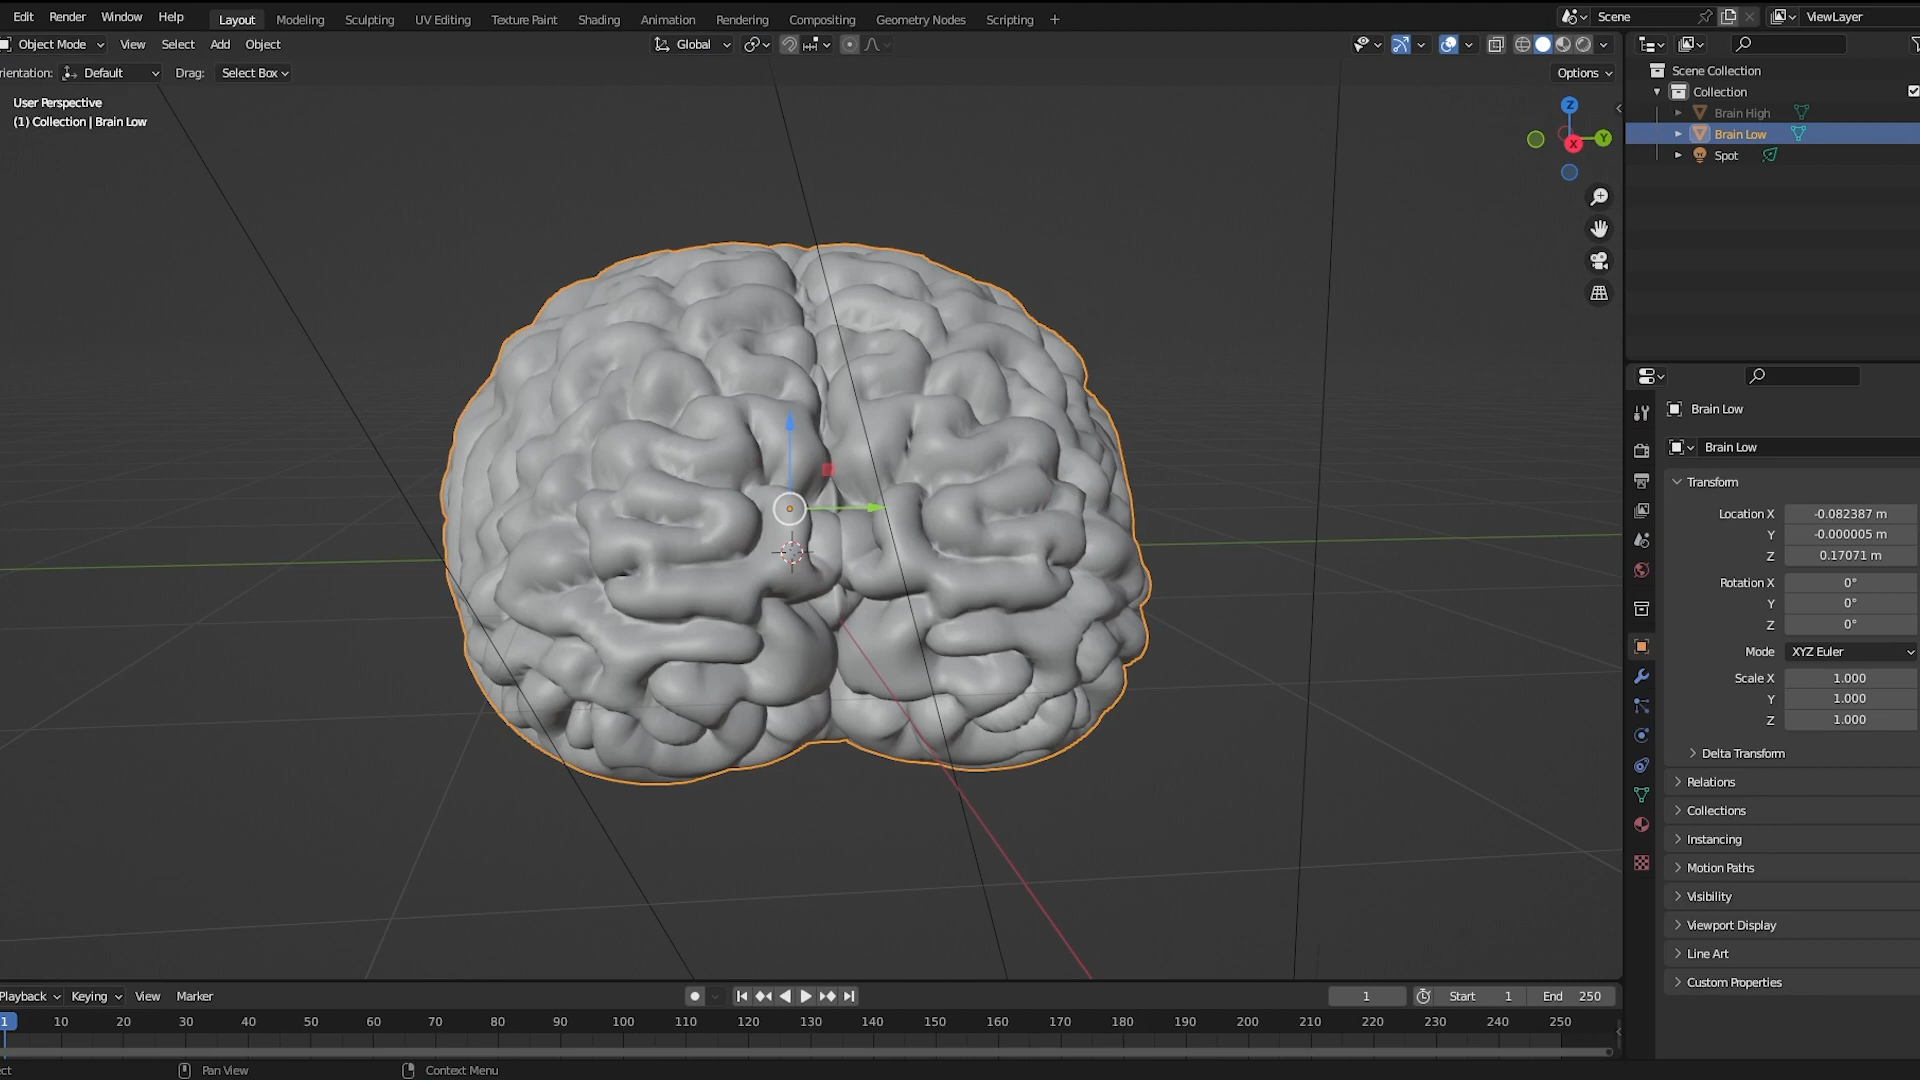 Edit Render Window Help Layout Modeling Sculpting UV Editing Texture Paint Shading Animation Rendering Compositing Geometry Nodes Scripting + Scene ViewLayer
Object Mode View Select Add Object Global
rientation: Default Drag: Select Box Options
User Perspective
(1) Collection | Brain Low
Z
Y
X
Scene Collection
Collection
Brain High
Brain Low
Spot
Brain Low
Brain Low
Transform
Location X -0.082387 m
Y -0.000005 m
Z 0.17071 m
Rotation X 0°
Y 0°
Z 0°
Mode XYZ Euler
Scale X 1.000
Y 1.000
Z 1.000
Delta Transform
Relations
Collections
Instancing
Motion Paths
Visibility
Viewport Display
Line Art
Custom Properties
Playback Keying View Marker 1 Start 1 End 250
1 10 20 30 40 50 60 70 80 90 100 110 120 130 140 150 160 170 180 190 200 210 220 230 240 250
ct Pan View Context Menu